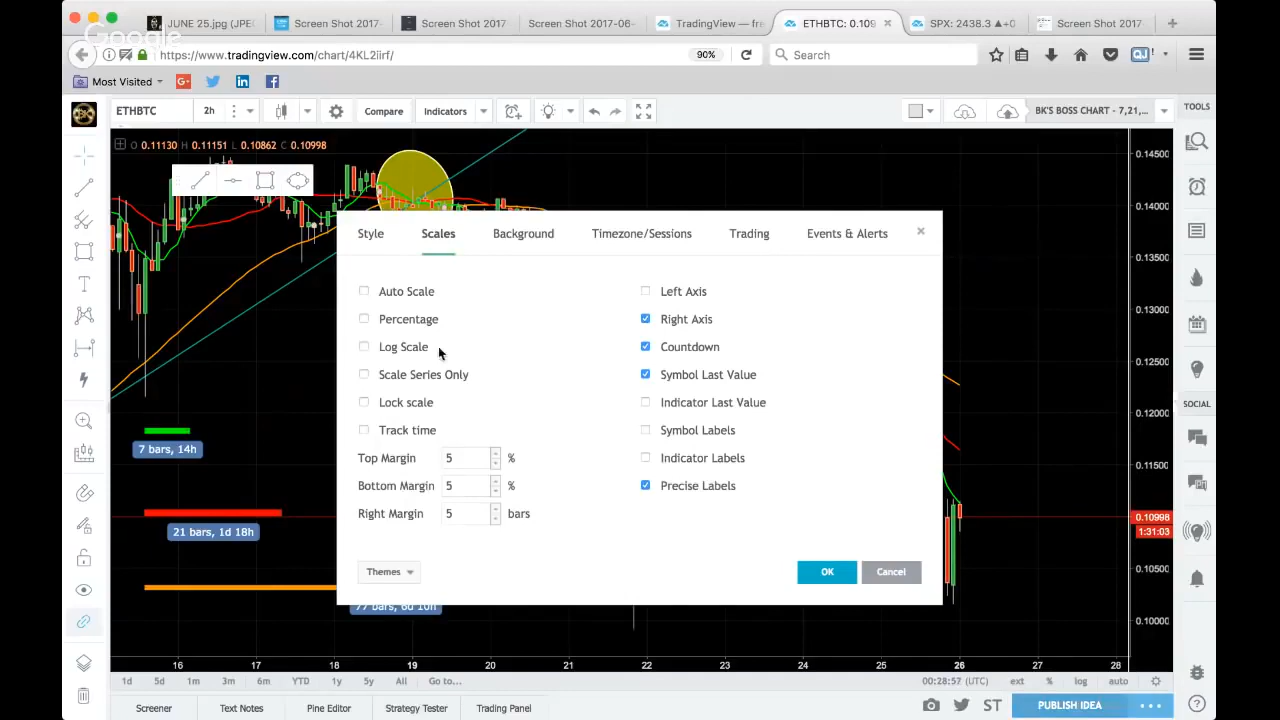 JUNE 25.jpg (JPE
Screen Shot 2017-
Screen Shot 2017
Screen Shot 2017-06-
TradingView — fre
ETHBTC: 0.109
SPX: 2438.3 ▲+0
Screen Shot 2017
Google
https://www.tradingview.com/chart/4KL2iirf/
90%
Search
Most Visited
G+
ETHBTC
2h
Compare
Indicators
BK'S BOSS CHART - 7,21,...
TOOLS
O 0.11130 H 0.11151 L 0.10862 C 0.10998
0.14500
0.14000
0.13500
0.13000
0.12500
0.12000
0.11500
0.10998
1:31:03
0.10500
0.10000
Style
Scales
Background
Timezone/Sessions
Trading
Events & Alerts
Auto Scale
Left Axis
Percentage
Right Axis
Log Scale
Countdown
Scale Series Only
Symbol Last Value
Lock scale
Indicator Last Value
Track time
Symbol Labels
Top Margin 5 %
Indicator Labels
Bottom Margin 5 %
Precise Labels
Right Margin 5 bars
Themes
OK
Cancel
SOCIAL
7 bars, 14h
21 bars, 1d 18h
77 bars, 6d 10h
16 17 18 19 20 21 22 23 24 25 26 27 28
1d 5d 1m 3m 6m YTD 1y 5y All Go to...
00:28:57 (UTC) ext % log auto
Screener
Text Notes
Pine Editor
Strategy Tester
Trading Panel
ST
PUBLISH IDEA